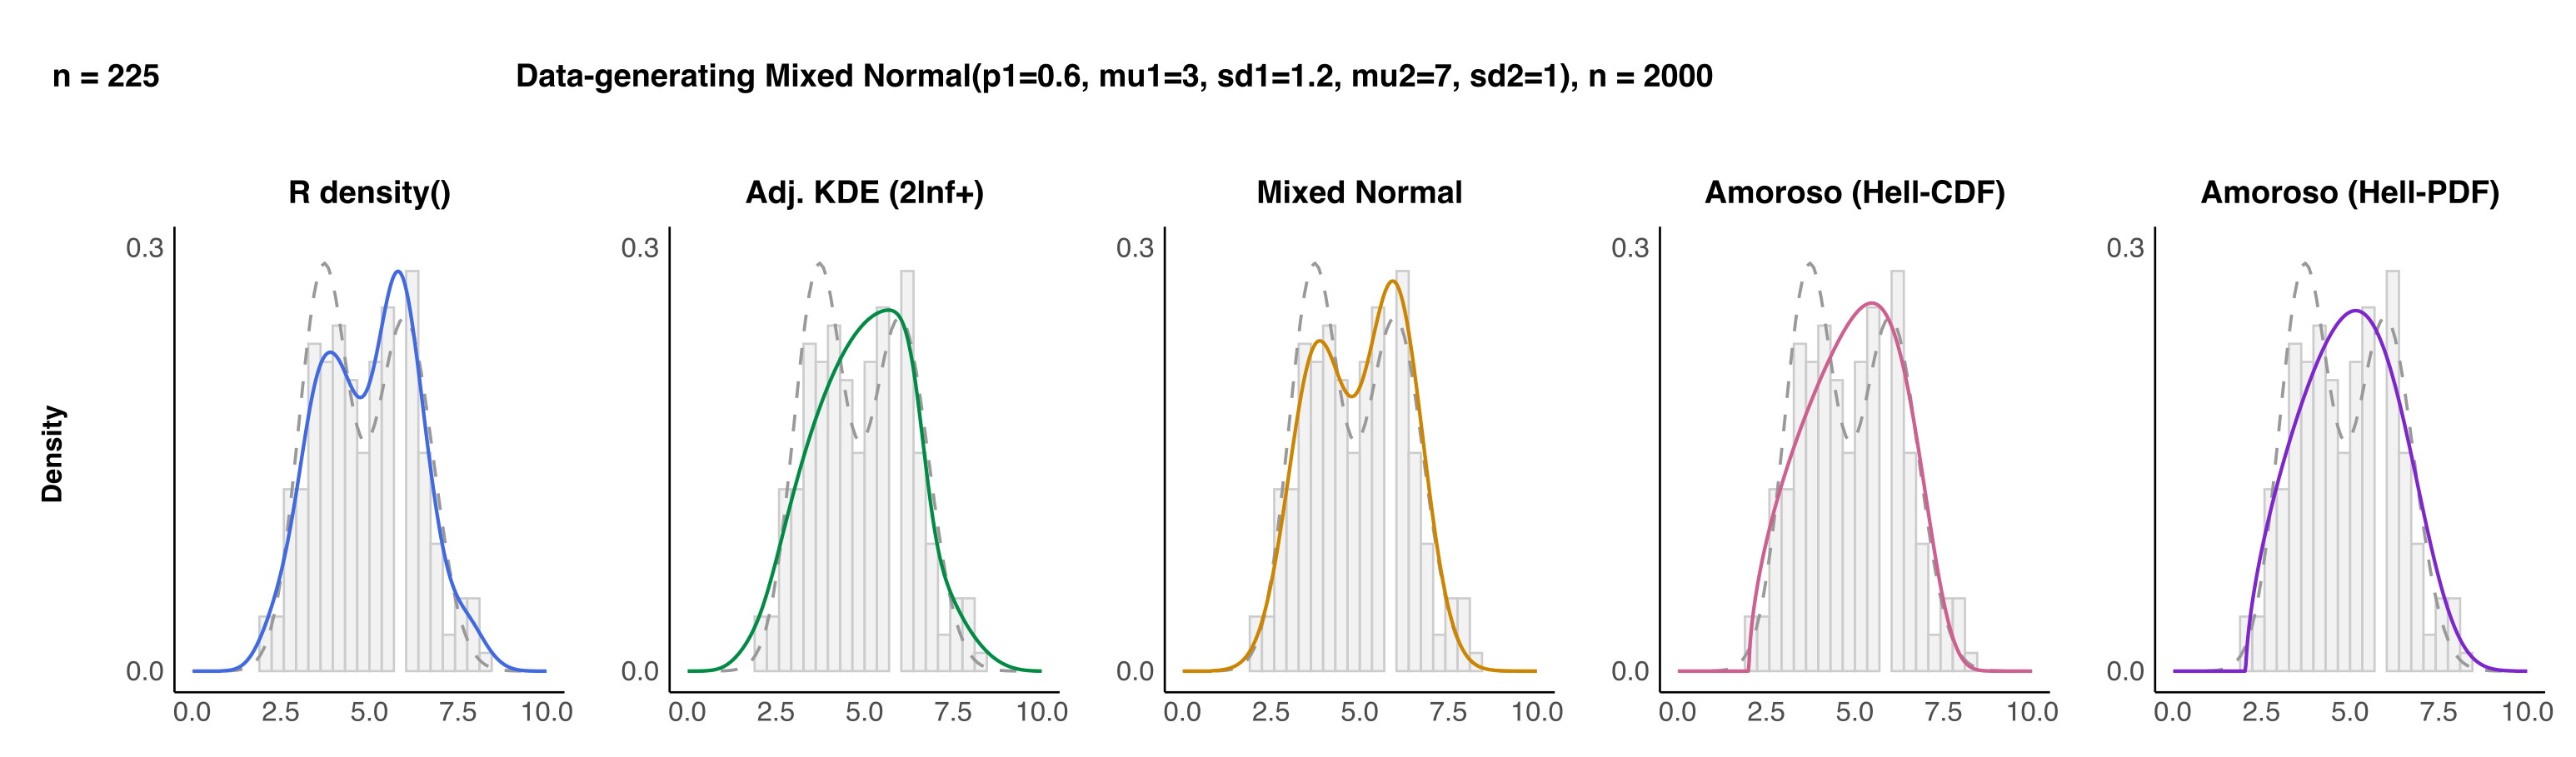 n = 225
Data-generating Mixed Normal(p1=0.6, mu1=3, sd1=1.2, mu2=7, sd2=1), n = 2000
R density()
Adj. KDE (2Inf+)
Mixed Normal
Amoroso (Hell-CDF)
Amoroso (Hell-PDF)
Density
0.3
0.0
0.0 2.5 5.0 7.5 10.0
0.3
0.0
0.0 2.5 5.0 7.5 10.0
0.3
0.0
0.0 2.5 5.0 7.5 10.0
0.3
0.0
0.0 2.5 5.0 7.5 10.0
0.3
0.0
0.0 2.5 5.0 7.5 10.0